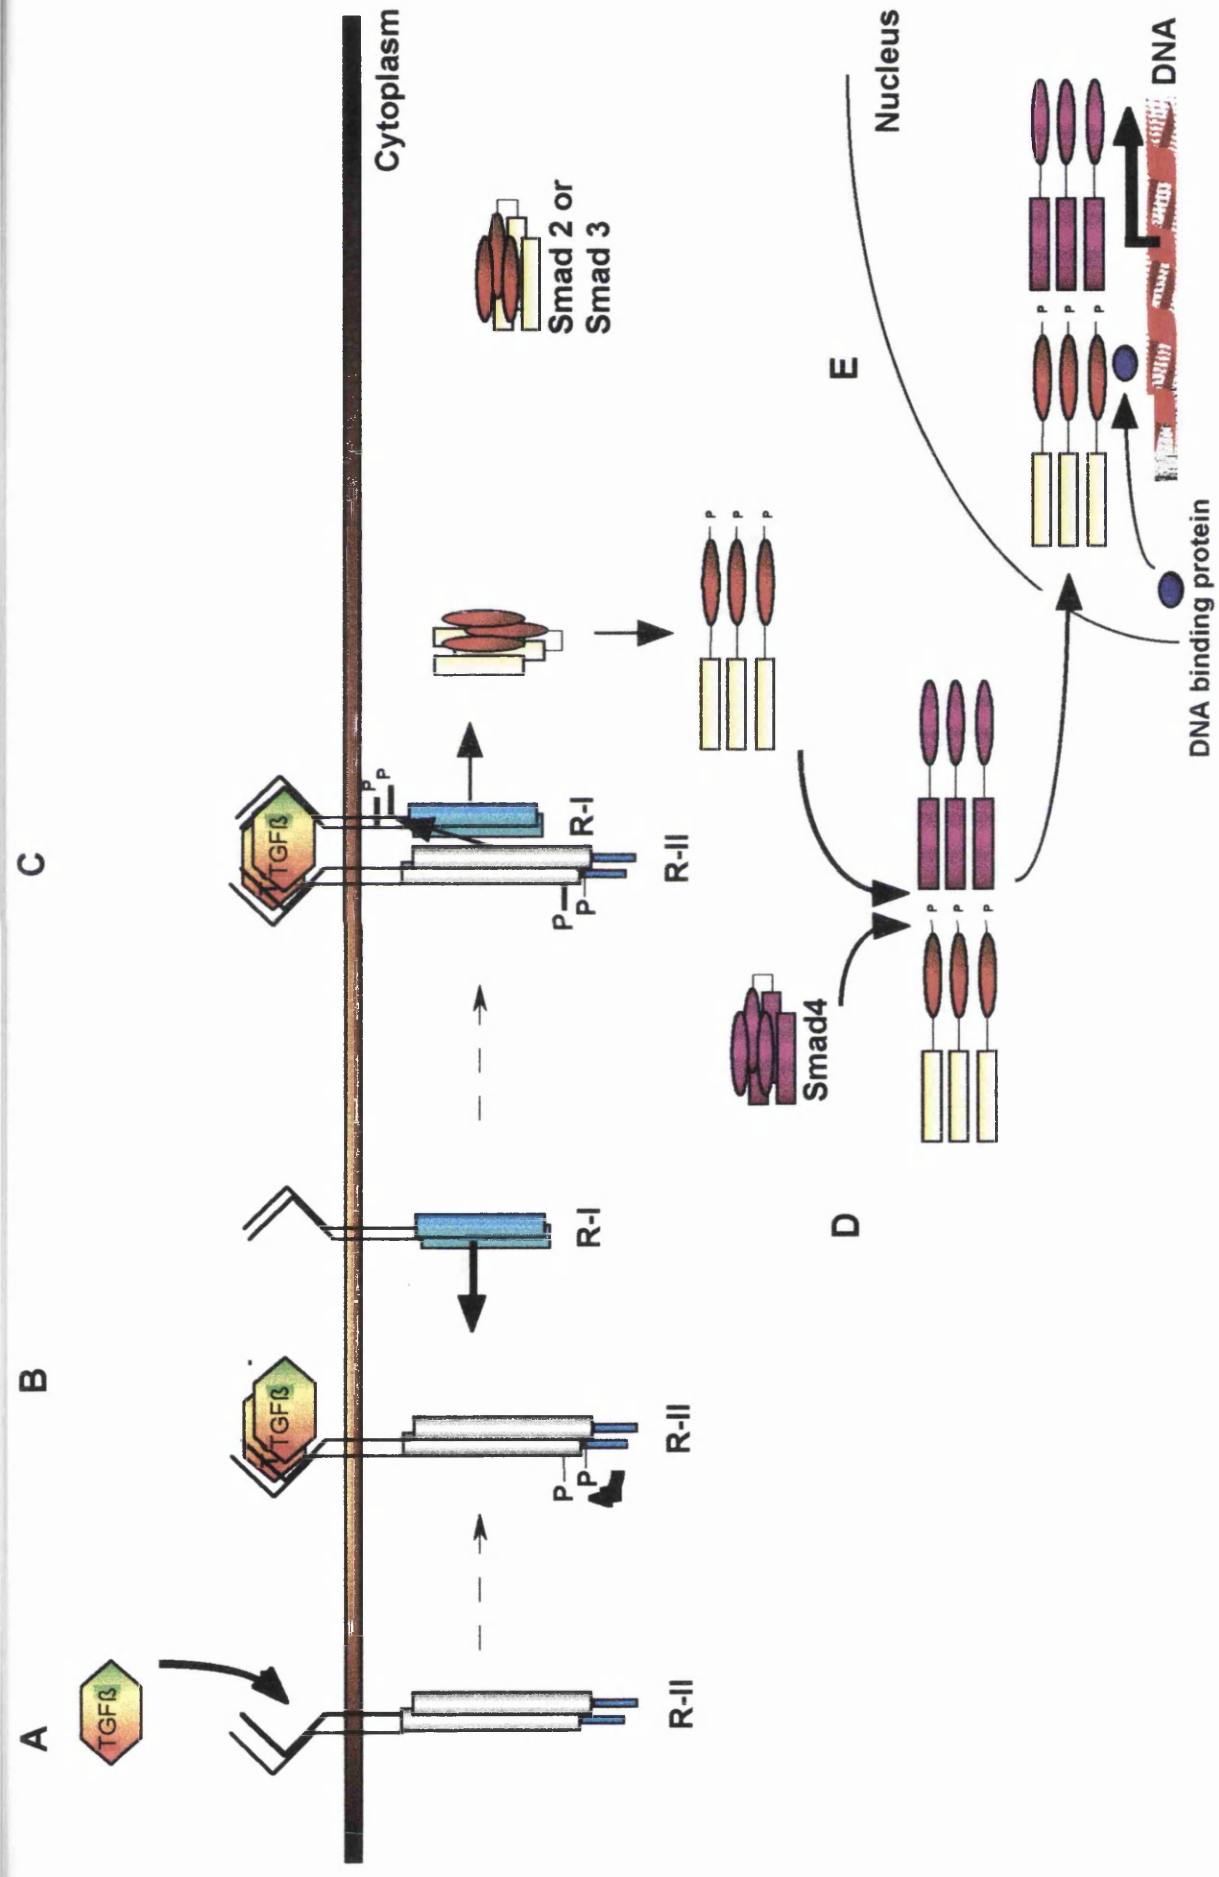 A
B
C
TGFß
TGFß
TGFß
Cytoplasm
P
P
P
P
P
P
R-II
R-II
R-I
R-II
R-I
Smad 2 or
Smad 3
P
P
P
D
Smad4
P
P
P
E
Nucleus
P
P
P
DNA
DNA binding protein